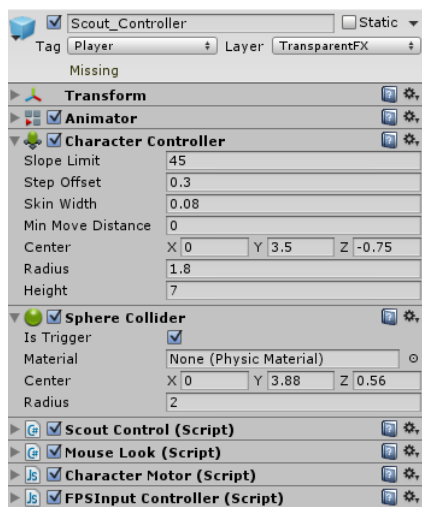 Scout_Controller Static
Tag Player Layer TransparentFX
Missing
Transform
Animator
Character Controller
Slope Limit 45
Step Offset 0.3
Skin Width 0.08
Min Move Distance 0
Center X 0 Y 3.5 Z -0.75
Radius 1.8
Height 7
Sphere Collider
Is Trigger
Material None (Physic Material)
Center X 0 Y 3.88 Z 0.56
Radius 2
C# Scout Control (Script)
C# Mouse Look (Script)
Js Character Motor (Script)
Js FPSInput Controller (Script)